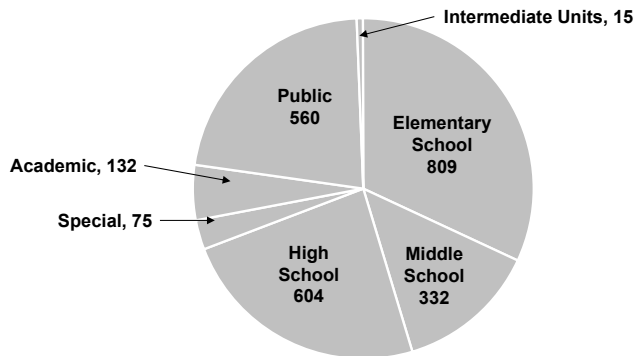 Intermediate Units, 15
Public
560
Elementary
School
809
Academic, 132
Special, 75
High
School
604
Middle
School
332